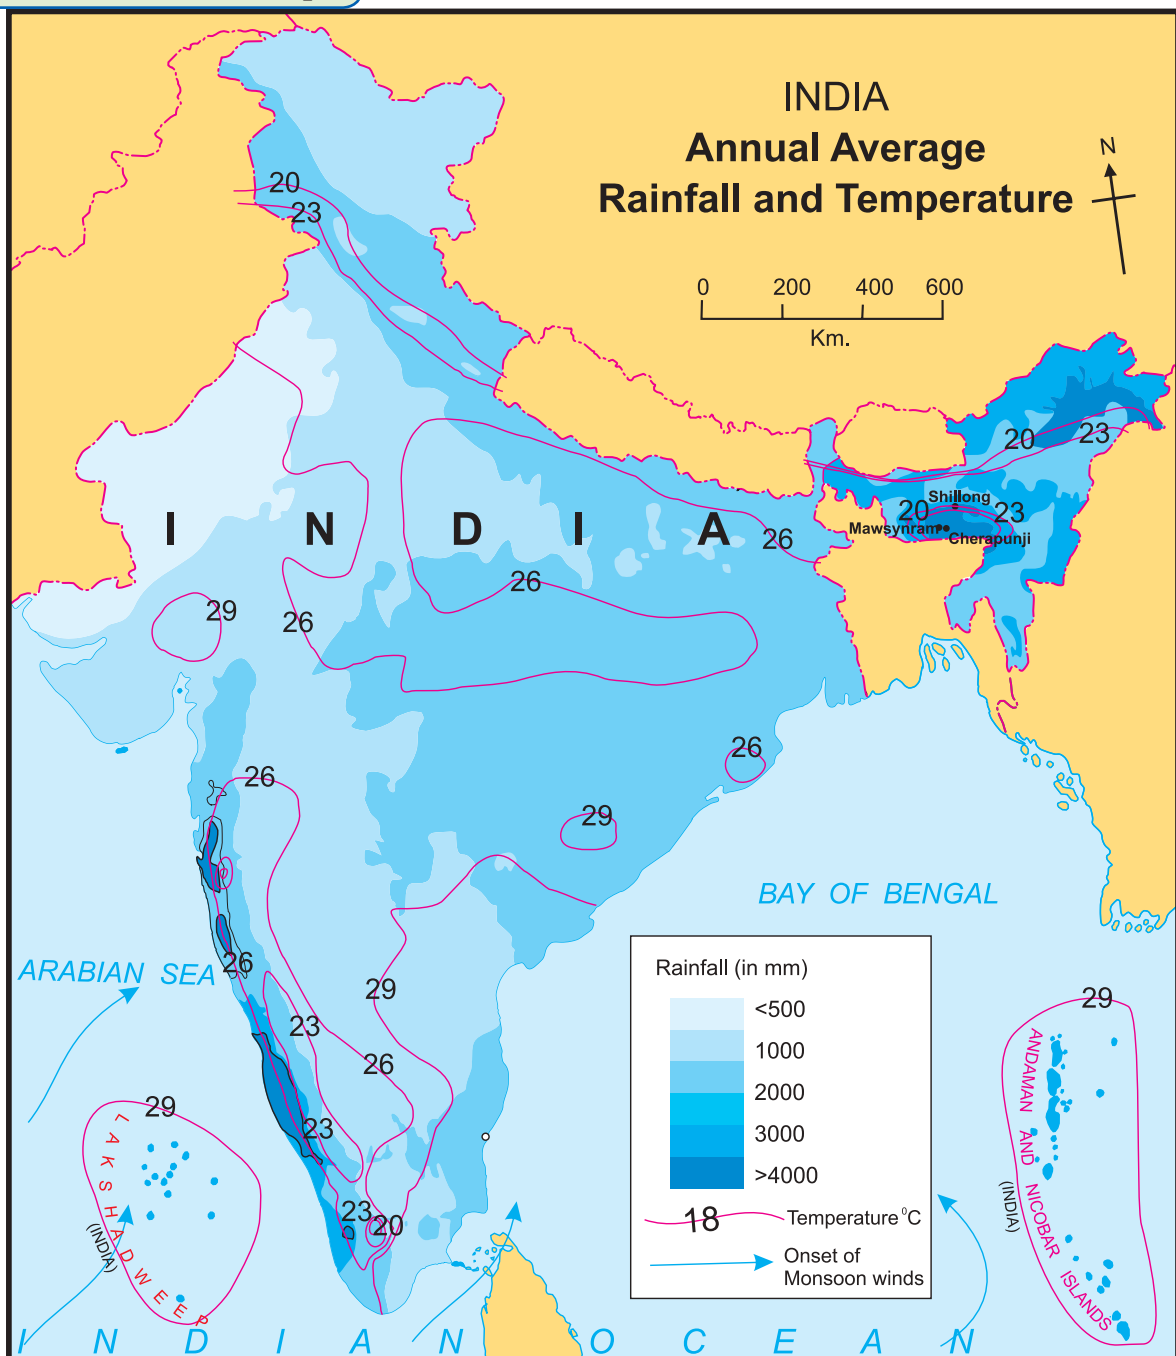 INDIA
Annual Average
Rainfall and Temperature
N
0 200 400 600
Km.
20
23
20
23
Shillong
20
23
Mawsynram
Cherapunji
I N D I A
26
26
29
26
26
26
29
BAY OF BENGAL
26
ARABIAN SEA
29
23
26
29
23
23
20
29
LAKSHADWEEP
(INDIA)
ANDAMAN AND NICOBAR ISLANDS
(INDIA)
Rainfall (in mm)
<500
1000
2000
3000
>4000
18 Temperature ⁰C
Onset of
Monsoon winds
INDIAN OCEAN